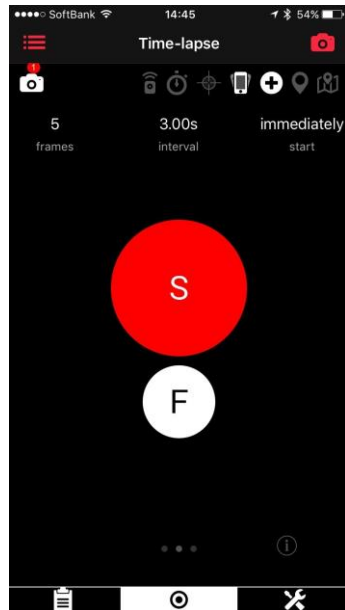 SoftBank 14:45 54%
Time-lapse
1
5 3.00s immediately
frames interval start
S
F